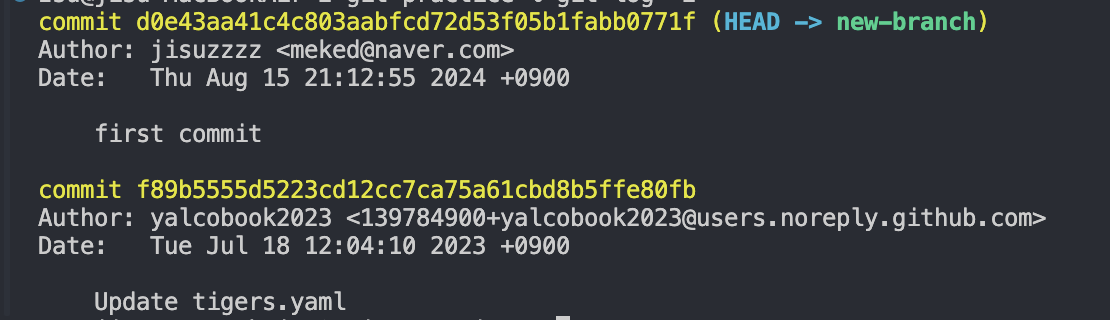 commit d0e43aa41c4c803aabfcd72d53f05b1fabb0771f (HEAD -> new-branch)
Author: jisuzzzz <meked@naver.com>
Date:   Thu Aug 15 21:12:55 2024 +0900
first commit
commit f89b5555d5223cd12cc7ca75a61cbd8b5ffe80fb
Author: yalcobook2023 <139784900+yalcobook2023@users.noreply.github.com>
Date:   Tue Jul 18 12:04:10 2023 +0900
Update tigers.yaml